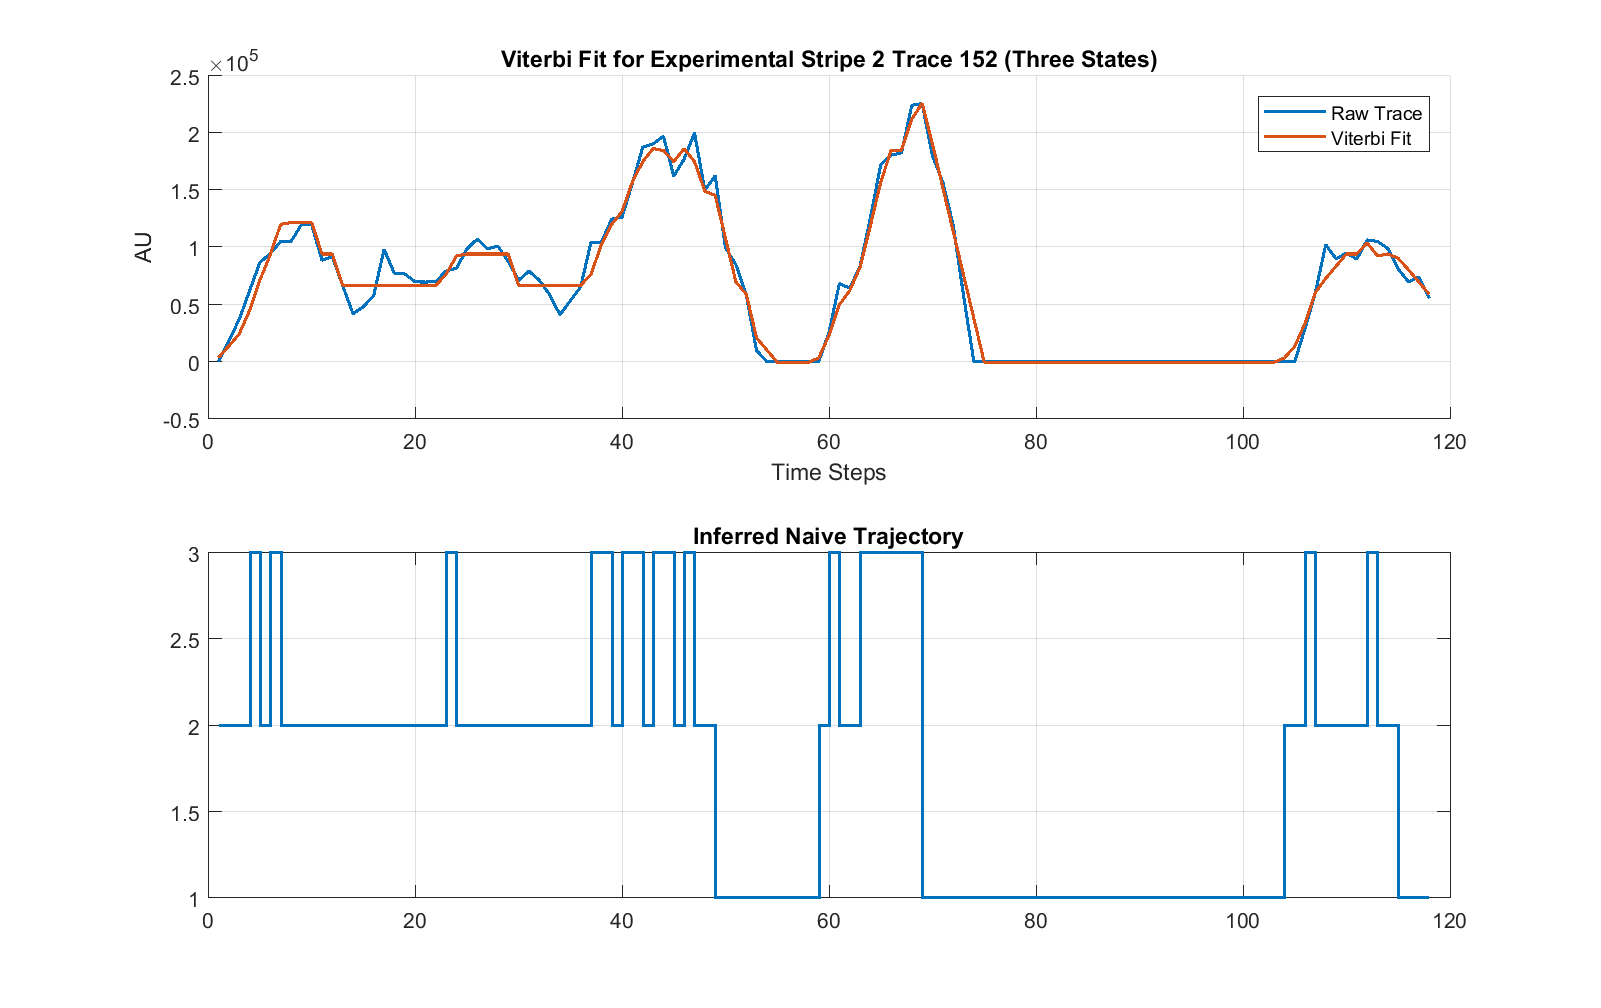 Viterbi Fit for Experimental Stripe 2 Trace 152 (Three States)
×10^5
2.5
2
1.5
1
0.5
0
-0.5
AU
Raw Trace
Viterbi Fit
0 20 40 60 80 100 120
Time Steps
Inferred Naive Trajectory
3
2.5
2
1.5
1
0 20 40 60 80 100 120